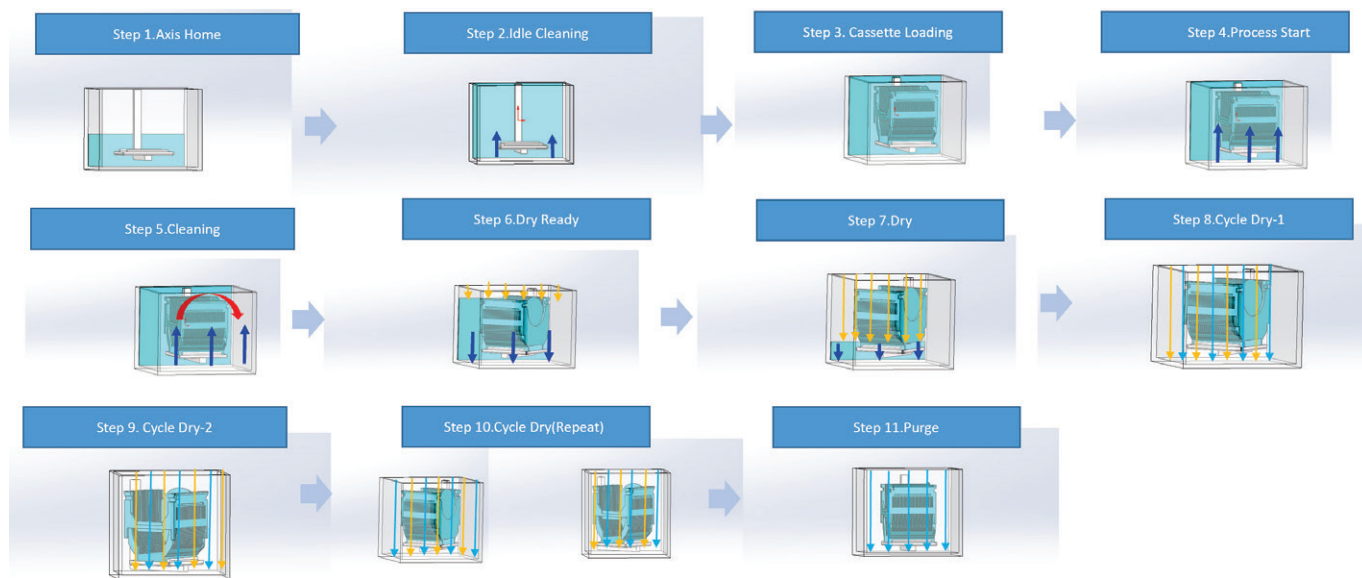 Step 1.Axis Home
Step 2.Idle Cleaning
Step 3. Cassette Loading
Step 4.Process Start
Step 5.Cleaning
Step 6.Dry Ready
Step 7.Dry
Step 8.Cycle Dry-1
Step 9. Cycle Dry-2
Step 10.Cycle Dry(Repeat)
Step 11.Purge